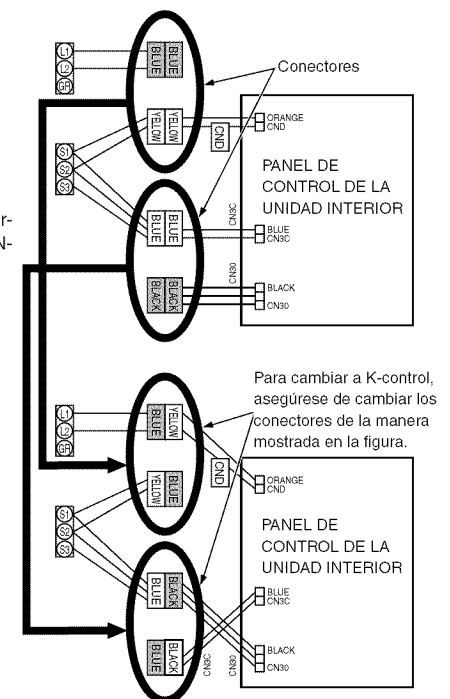 L1
L2
GR
BLUE
BLUE
Conectores
YELLOW
YELLOW
CND
ORANGE
CND
S1
S2
S3
PANEL DE
CONTROL DE LA
UNIDAD INTERIOR
r-
N-
BLUE
BLUE
CN3C
BLUE
CN3C
BLACK
BLACK
CN30
BLACK
CN30
Para cambiar a K-control,
asegúrese de cambiar los
conectores de la manera
mostrada en la figura.
L1
L2
GR
BLUE
YELLOW
YELLOW
BLUE
CND
ORANGE
CND
S1
S2
S3
PANEL DE
CONTROL DE LA
UNIDAD INTERIOR
BLUE
BLACK
BLUE
CN3C
BLUE
BLACK
CN3C
CN30
BLACK
CN30